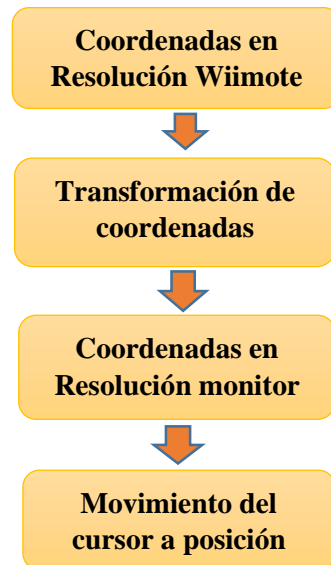 Coordenadas en
Resolución Wiimote
Transformación de
coordenadas
Coordenadas en
Resolución monitor
Movimiento del
cursor a posición